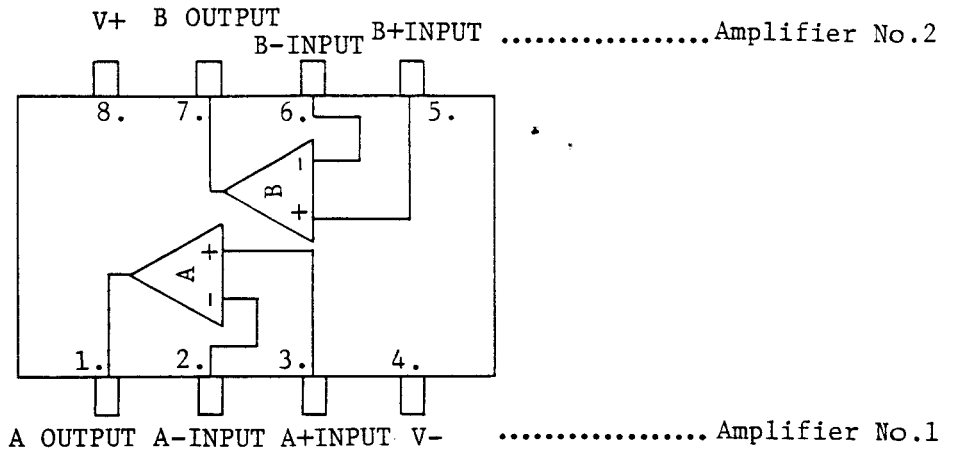 V+ B OUTPUT
B-INPUT B+INPUT .................. Amplifier No.2
8. 7. 6. 5.
- B +
+ A -
1. 2. 3. 4.
A OUTPUT A-INPUT A+INPUT V- .................. Amplifier No.1